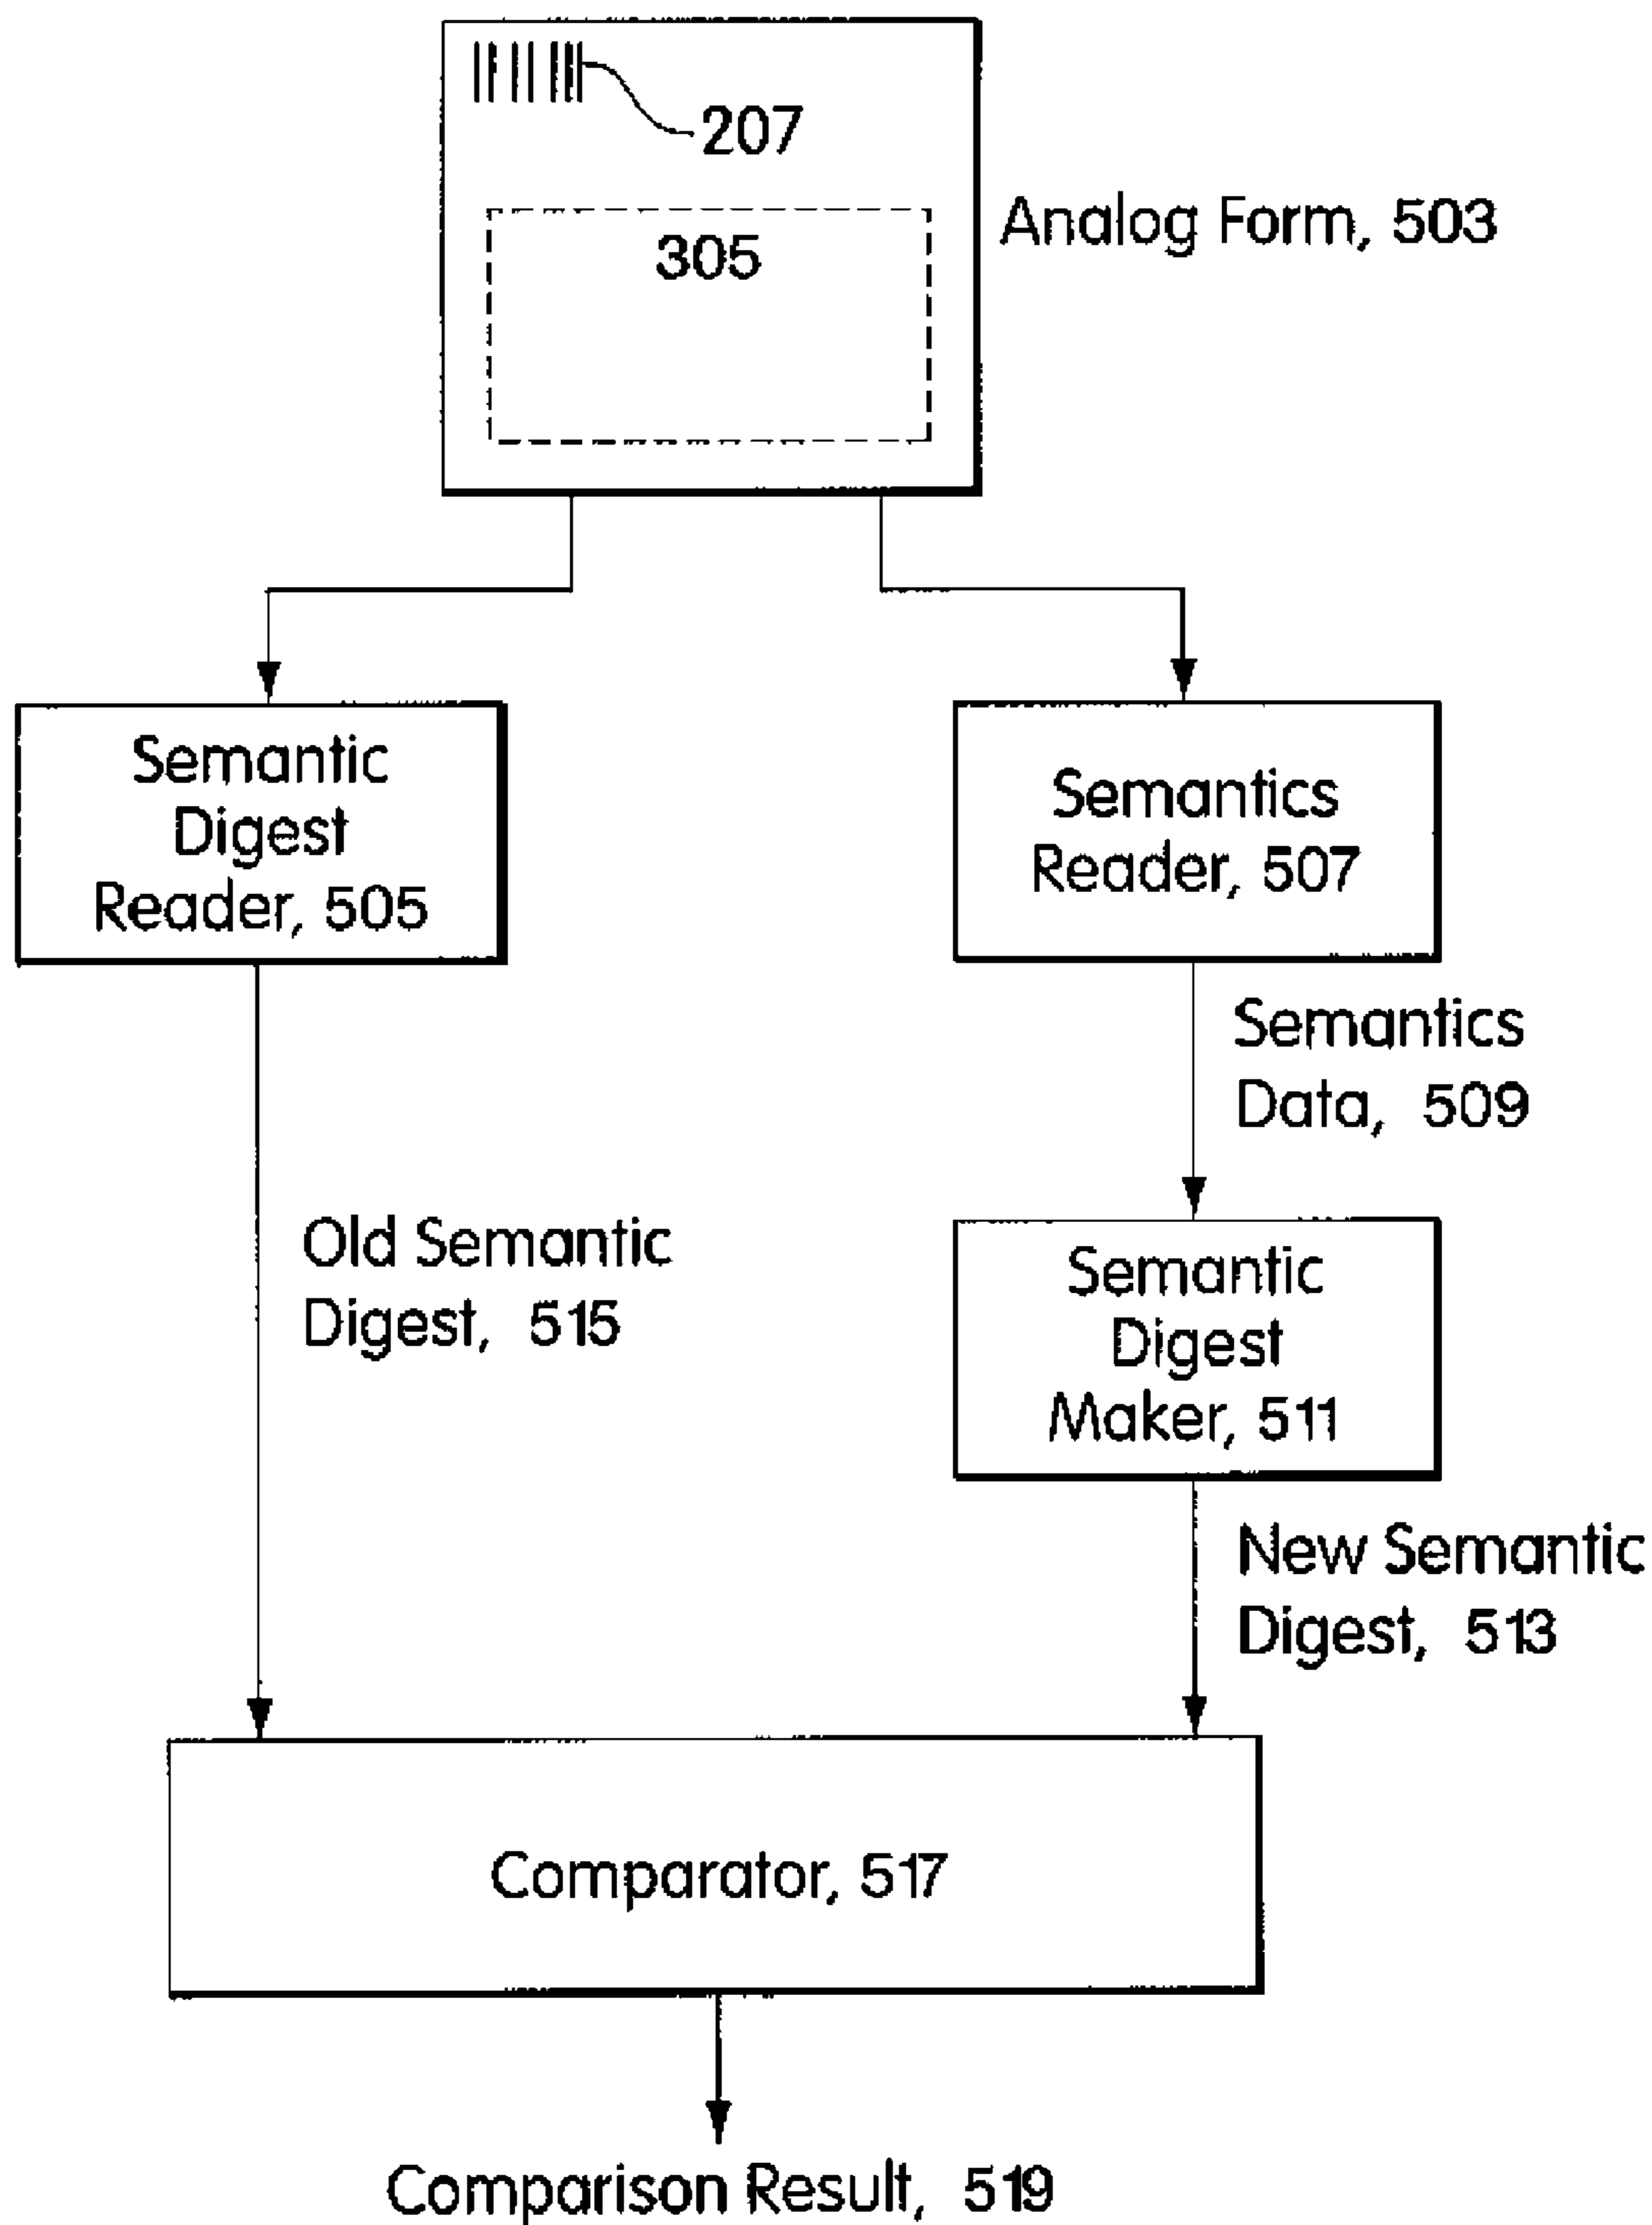 207
305
Analog Form, 503
Semantic
Digest
Reader, 505
Semantics
Reader, 507
Semantics
Data, 509
Old Semantic
Digest, 515
Semantic
Digest
Maker, 511
New Semantic
Digest, 513
Comparator, 517
Comparison Result, 519